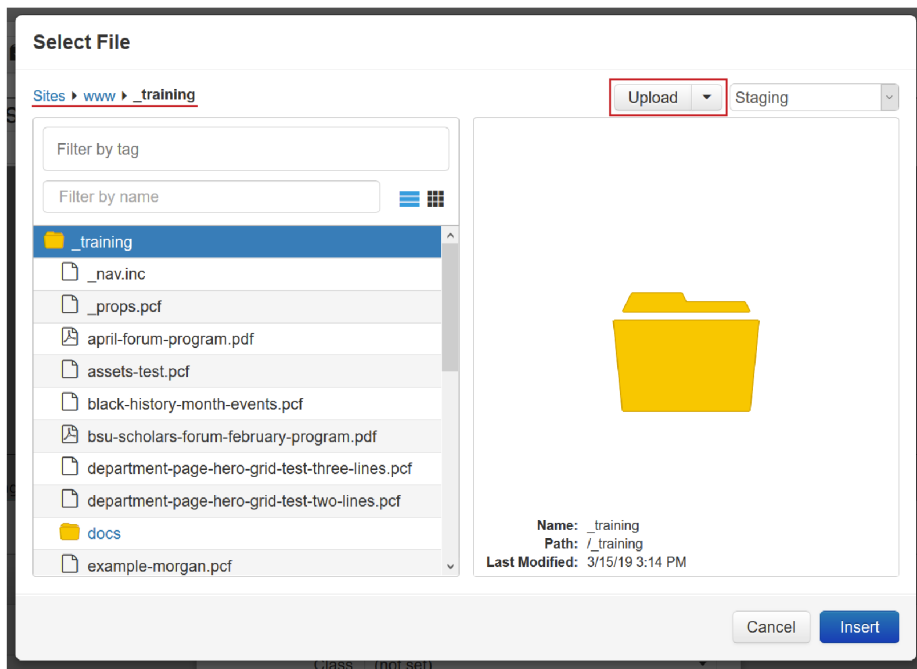 Select File
Sites www _training
Upload Staging
Filter by tag
Filter by name
_training
_nav.inc
_props.pcf
april-forum-program.pdf
assets-test.pcf
black-history-month-events.pcf
bsu-scholars-forum-february-program.pdf
department-page-hero-grid-test-three-lines.pcf
department-page-hero-grid-test-two-lines.pcf
docs
example-morgan.pcf
Name: _training
Path: /_training
Last Modified: 3/15/19 3:14 PM
Cancel Insert
Class (not set)